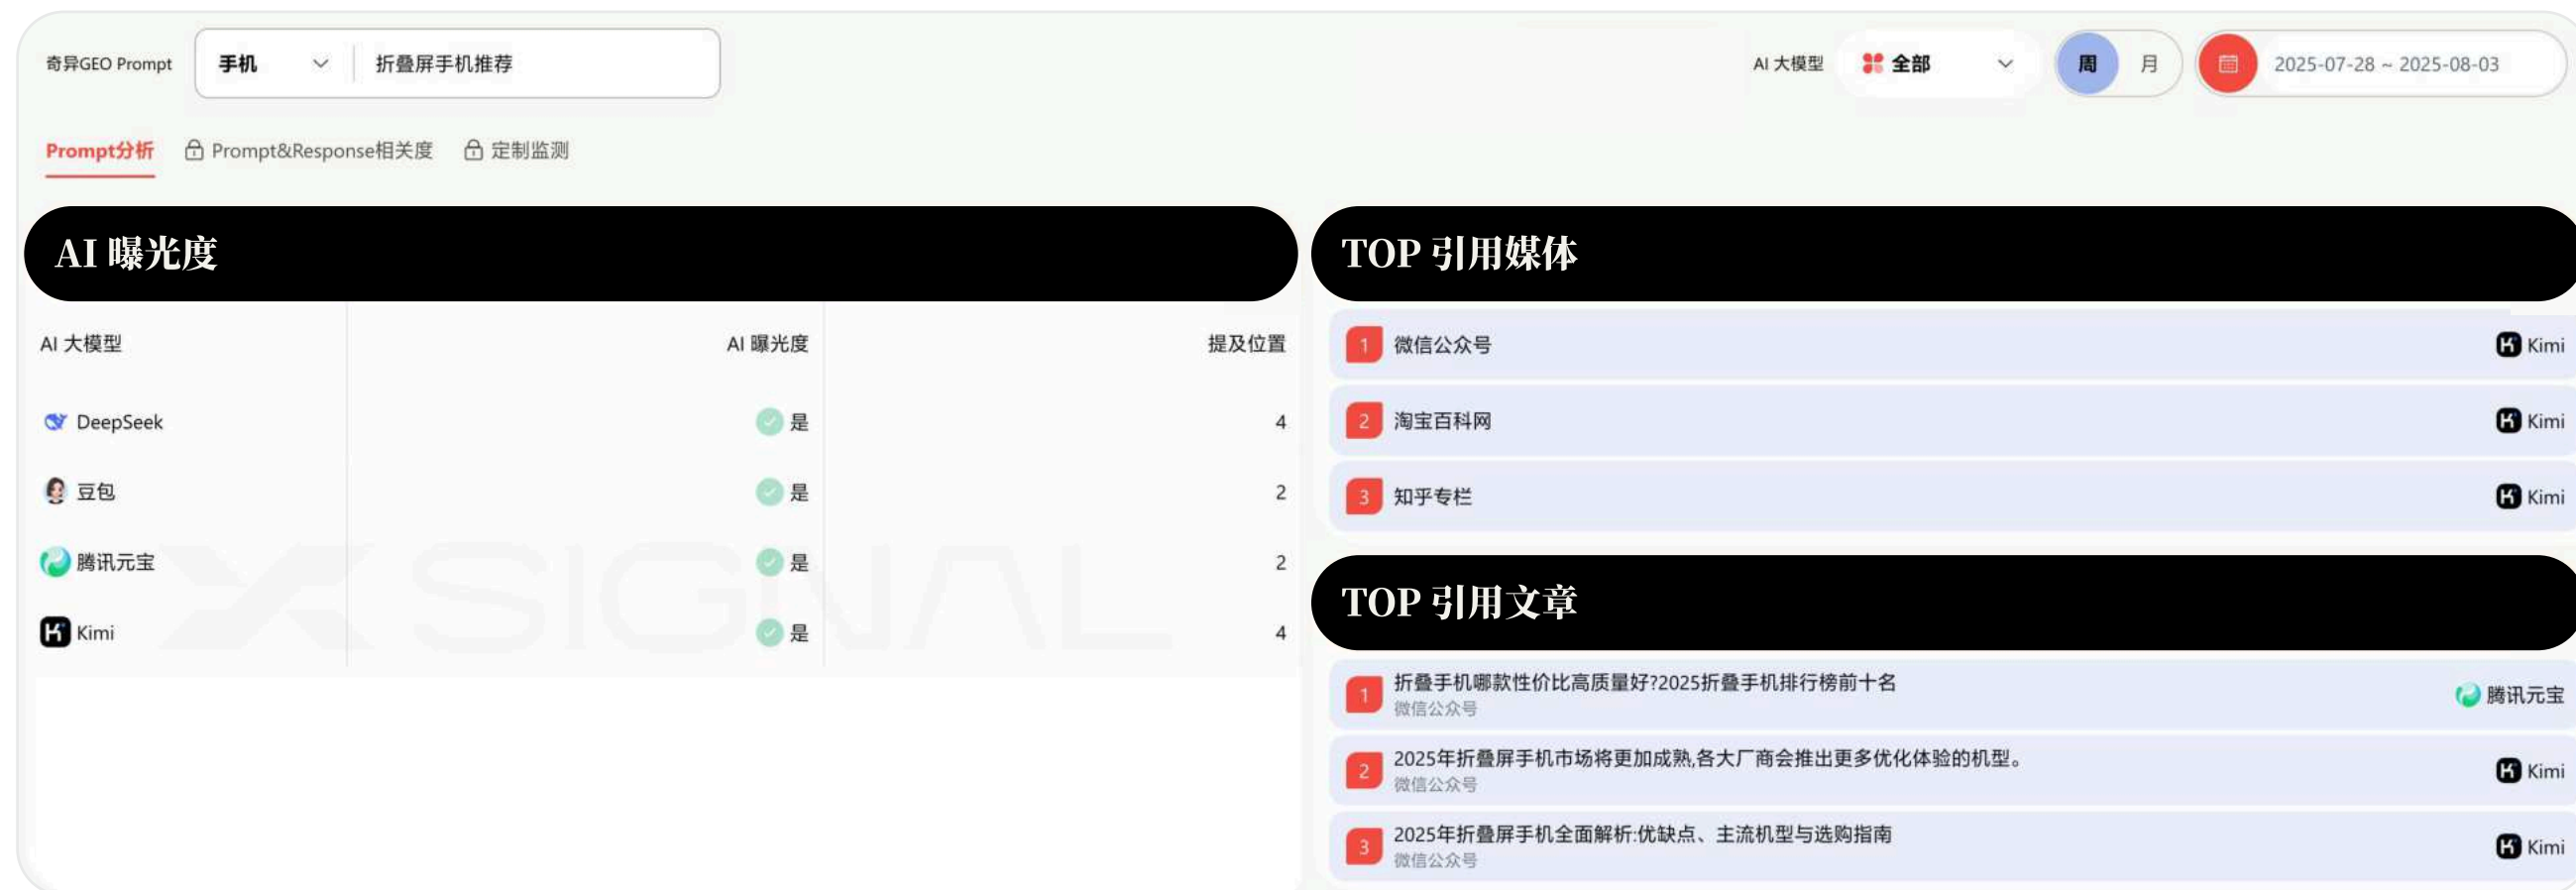 奇异GEO Prompt 手机 折叠屏手机推荐 AI 大模型 全部 周 月 2025-07-28 ~ 2025-08-03
Prompt分析 Prompt&Response相关度 定制监测
AI 曝光度
AI 大模型 AI 曝光度 提及位置
DeepSeek 是 4
豆包 是 2
腾讯元宝 是 2
Kimi 是 4
X SIGNAL
TOP 引用媒体
1 微信公众号 Kimi
2 淘宝百科网 Kimi
3 知乎专栏 Kimi
TOP 引用文章
1 折叠手机哪款性价比高质量好?2025折叠手机排行榜前十名 腾讯元宝
微信公众号
2 2025年折叠屏手机市场将更加成熟,各大厂商会推出更多优化体验的机型。 Kimi
微信公众号
3 2025年折叠屏手机全面解析:优缺点、主流机型与选购指南 Kimi
微信公众号